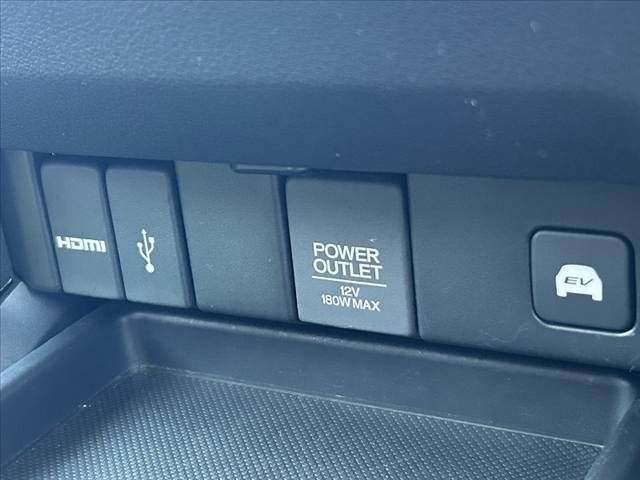 HDMI
POWER
OUTLET
12V
180W MAX
EV